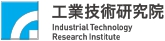 工業技術研究院
Industrial Technology
Research Institute